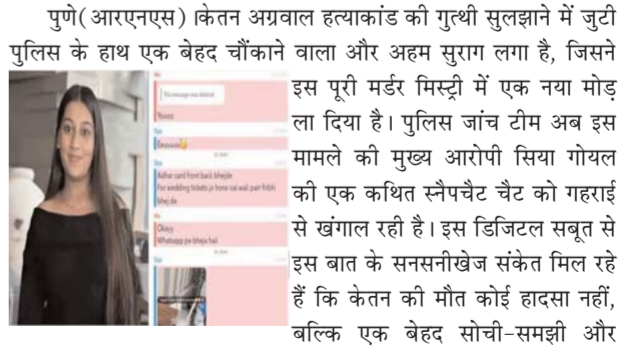 पुणे(आरएनएस)।केतन अग्रवाल हत्याकांड की गुत्थी सुलझाने में जुटी
पुलिस के हाथ एक बेहद चौंकाने वाला और अहम सुराग लगा है, जिसने
इस पूरी मर्डर मिस्ट्री में एक नया मोड़
ला दिया है। पुलिस जांच टीम अब इस
मामले की मुख्य आरोपी सिया गोयल
की एक कथित स्नैपचैट चैट को गहराई
से खंगाल रही है। इस डिजिटल सबूत से
इस बात के सनसनीखेज संकेत मिल रहे
हैं कि केतन की मौत कोई हादसा नहीं,
बल्कि एक बेहद सोची-समझी और
This message was deleted
Adhar card front back bhejde
For wedding tickets jo hone nai wali parr firbhi
bhej de
Okayy
Whatsapp pe bheja hai